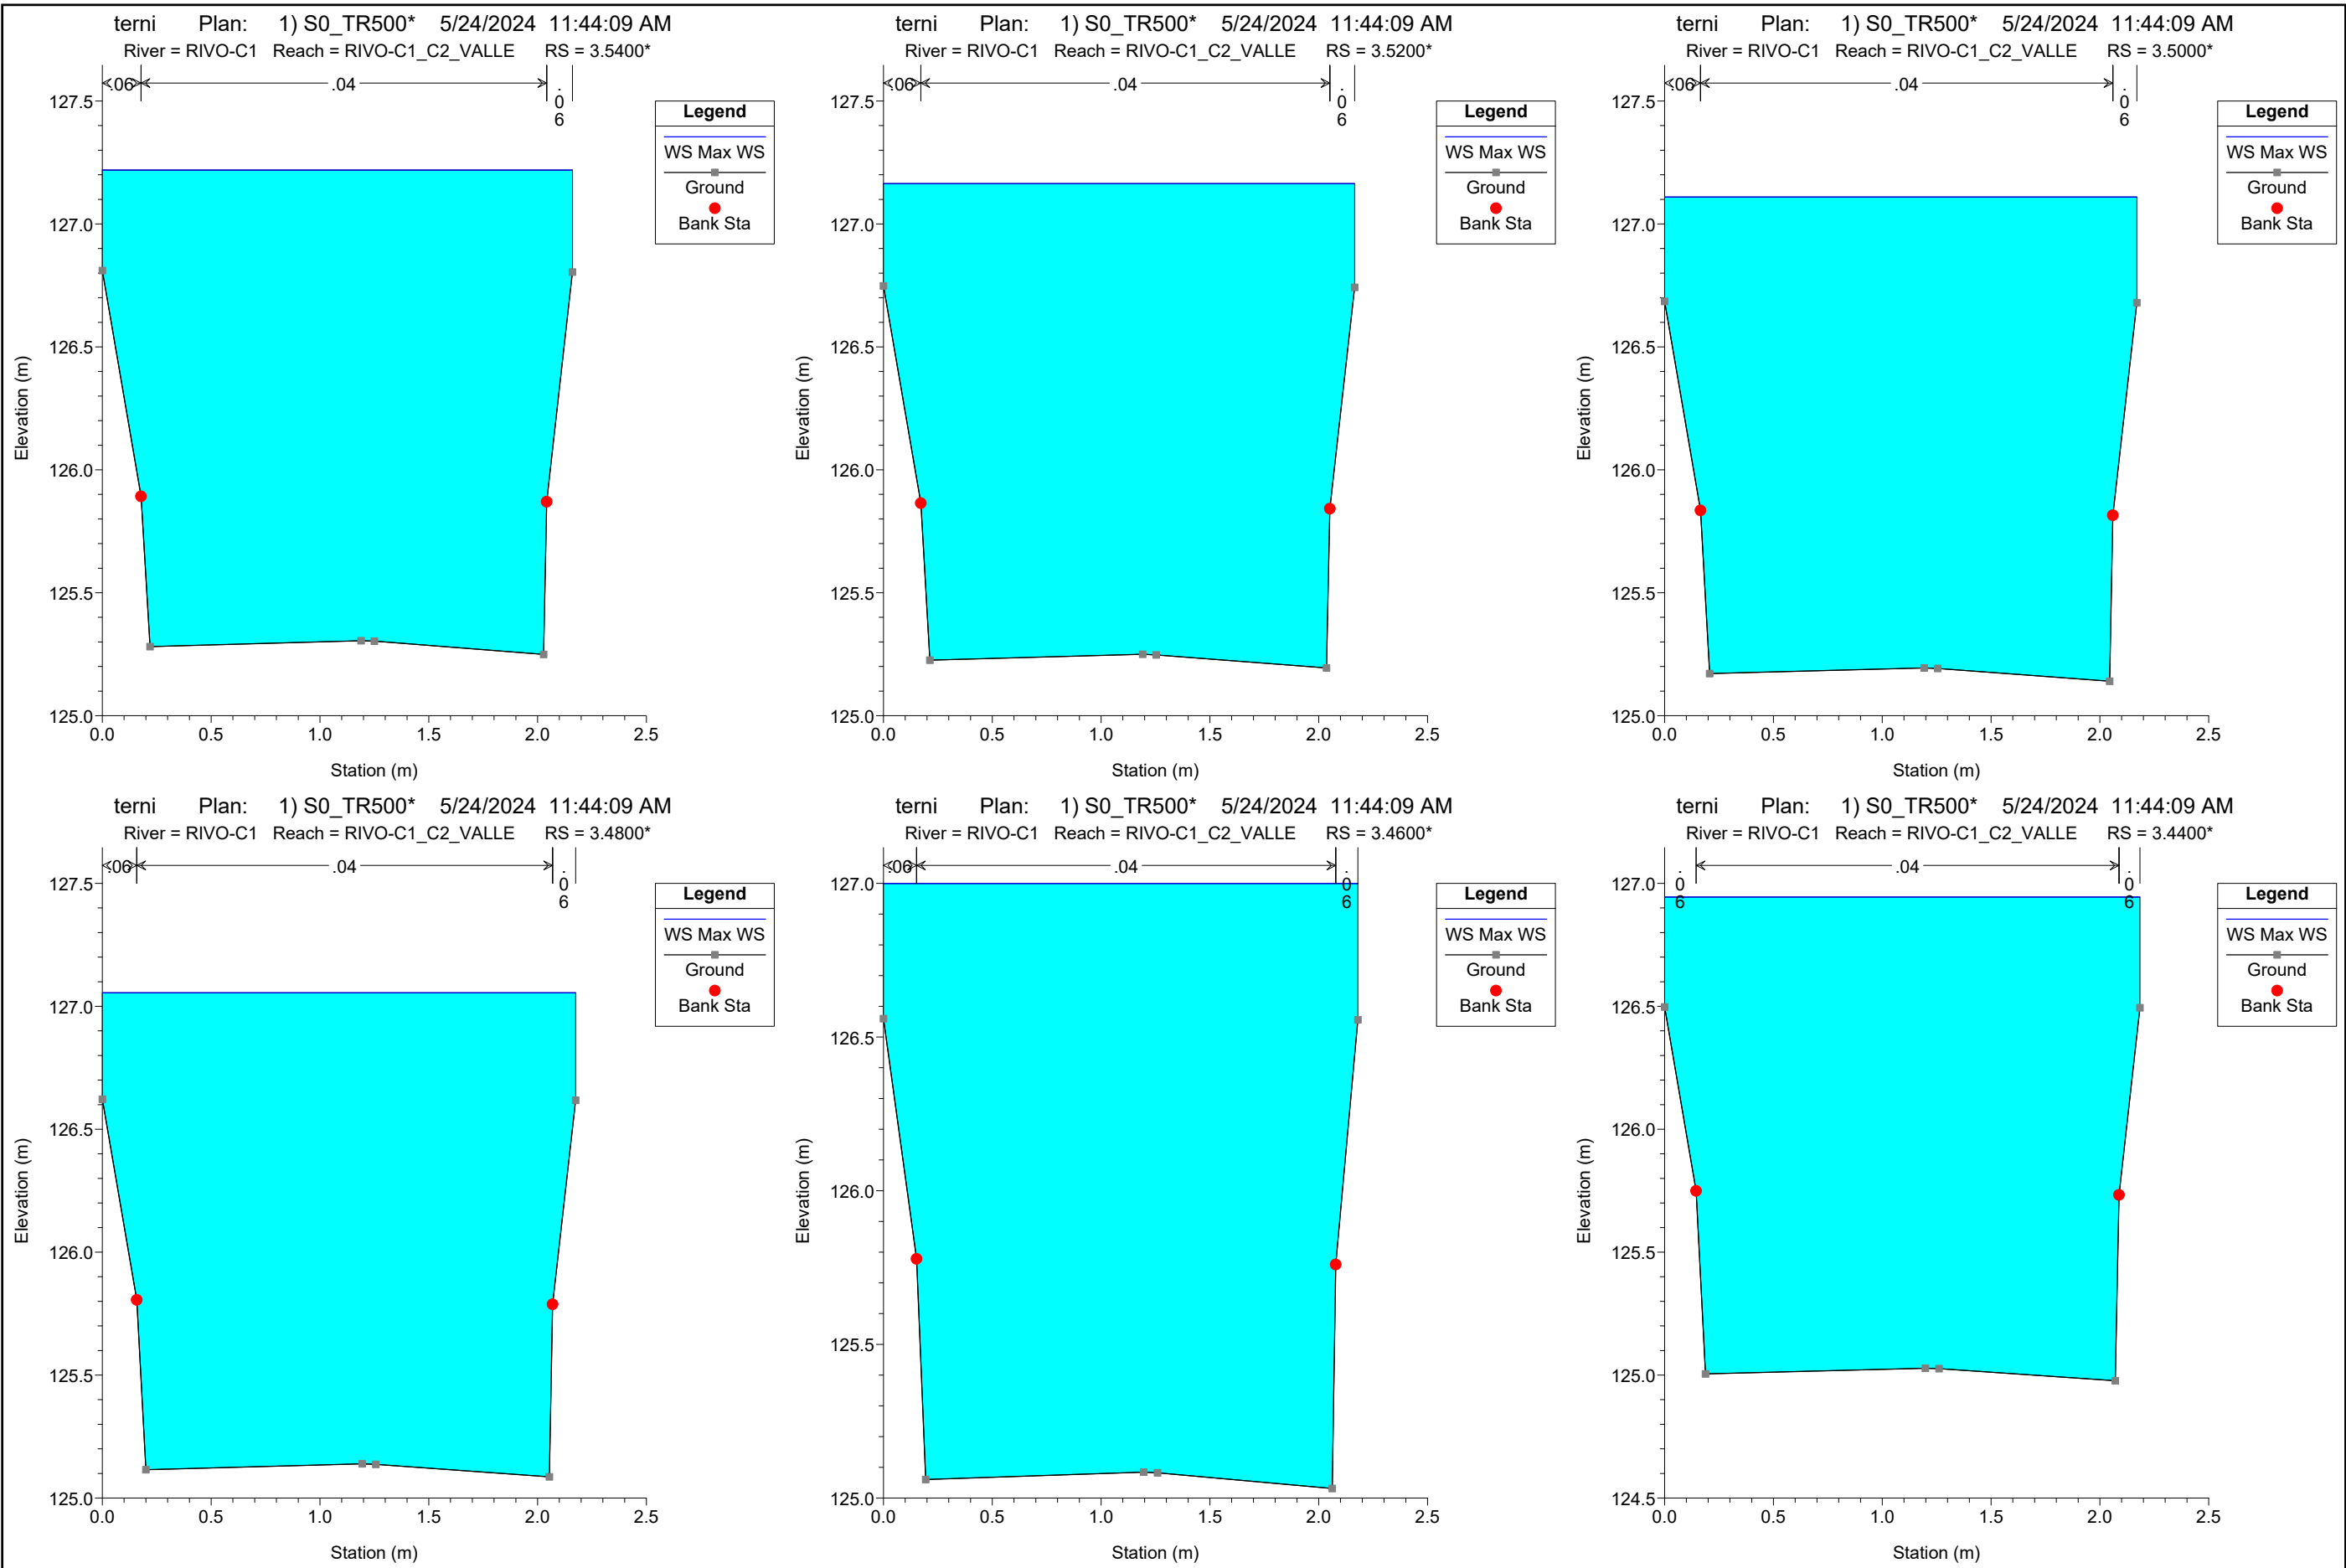 terni Plan: 1) S0_TR500* 5/24/2024 11:44:09 AM
River = RIVO-C1 Reach = RIVO-C1_C2_VALLE RS = 3.5400*
.06
.04
.06
127.5
127.0
126.5
126.0
125.5
125.0
Elevation (m)
0.0 0.5 1.0 1.5 2.0 2.5
Station (m)
Legend
WS Max WS
Ground
Bank Sta
terni Plan: 1) S0_TR500* 5/24/2024 11:44:09 AM
River = RIVO-C1 Reach = RIVO-C1_C2_VALLE RS = 3.5200*
.06
.04
.06
127.5
127.0
126.5
126.0
125.5
125.0
Elevation (m)
0.0 0.5 1.0 1.5 2.0 2.5
Station (m)
Legend
WS Max WS
Ground
Bank Sta
terni Plan: 1) S0_TR500* 5/24/2024 11:44:09 AM
River = RIVO-C1 Reach = RIVO-C1_C2_VALLE RS = 3.5000*
.06
.04
.06
127.5
127.0
126.5
126.0
125.5
125.0
Elevation (m)
0.0 0.5 1.0 1.5 2.0 2.5
Station (m)
Legend
WS Max WS
Ground
Bank Sta
terni Plan: 1) S0_TR500* 5/24/2024 11:44:09 AM
River = RIVO-C1 Reach = RIVO-C1_C2_VALLE RS = 3.4800*
.06
.04
.06
127.5
127.0
126.5
126.0
125.5
125.0
Elevation (m)
0.0 0.5 1.0 1.5 2.0 2.5
Station (m)
Legend
WS Max WS
Ground
Bank Sta
terni Plan: 1) S0_TR500* 5/24/2024 11:44:09 AM
River = RIVO-C1 Reach = RIVO-C1_C2_VALLE RS = 3.4600*
.06
.04
.06
127.0
126.5
126.0
125.5
125.0
Elevation (m)
0.0 0.5 1.0 1.5 2.0 2.5
Station (m)
Legend
WS Max WS
Ground
Bank Sta
terni Plan: 1) S0_TR500* 5/24/2024 11:44:09 AM
River = RIVO-C1 Reach = RIVO-C1_C2_VALLE RS = 3.4400*
.06
.04
.06
127.0
126.5
126.0
125.5
125.0
124.5
Elevation (m)
0.0 0.5 1.0 1.5 2.0 2.5
Station (m)
Legend
WS Max WS
Ground
Bank Sta